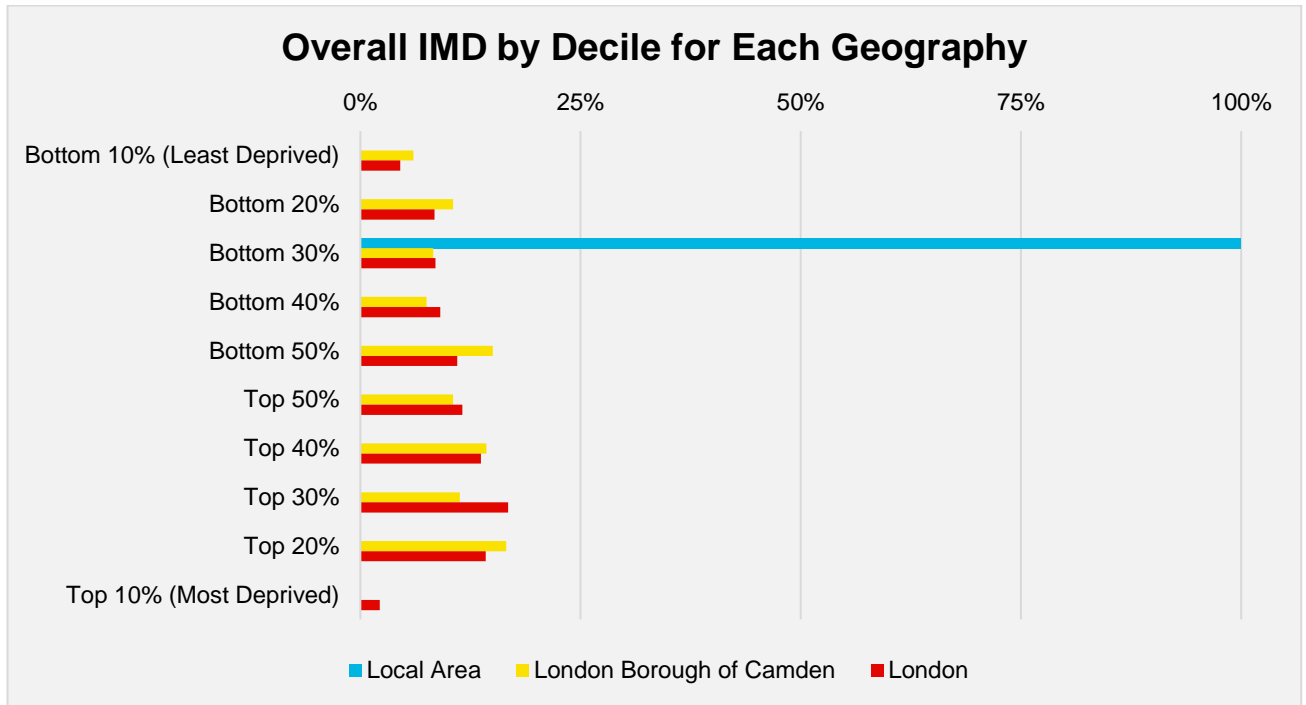 Overall IMD by Decile for Each Geography
0% 25% 50% 75% 100%
Bottom 10% (Least Deprived)
Bottom 20%
Bottom 30%
Bottom 40%
Bottom 50%
Top 50%
Top 40%
Top 30%
Top 20%
Top 10% (Most Deprived)
Local Area London Borough of Camden London